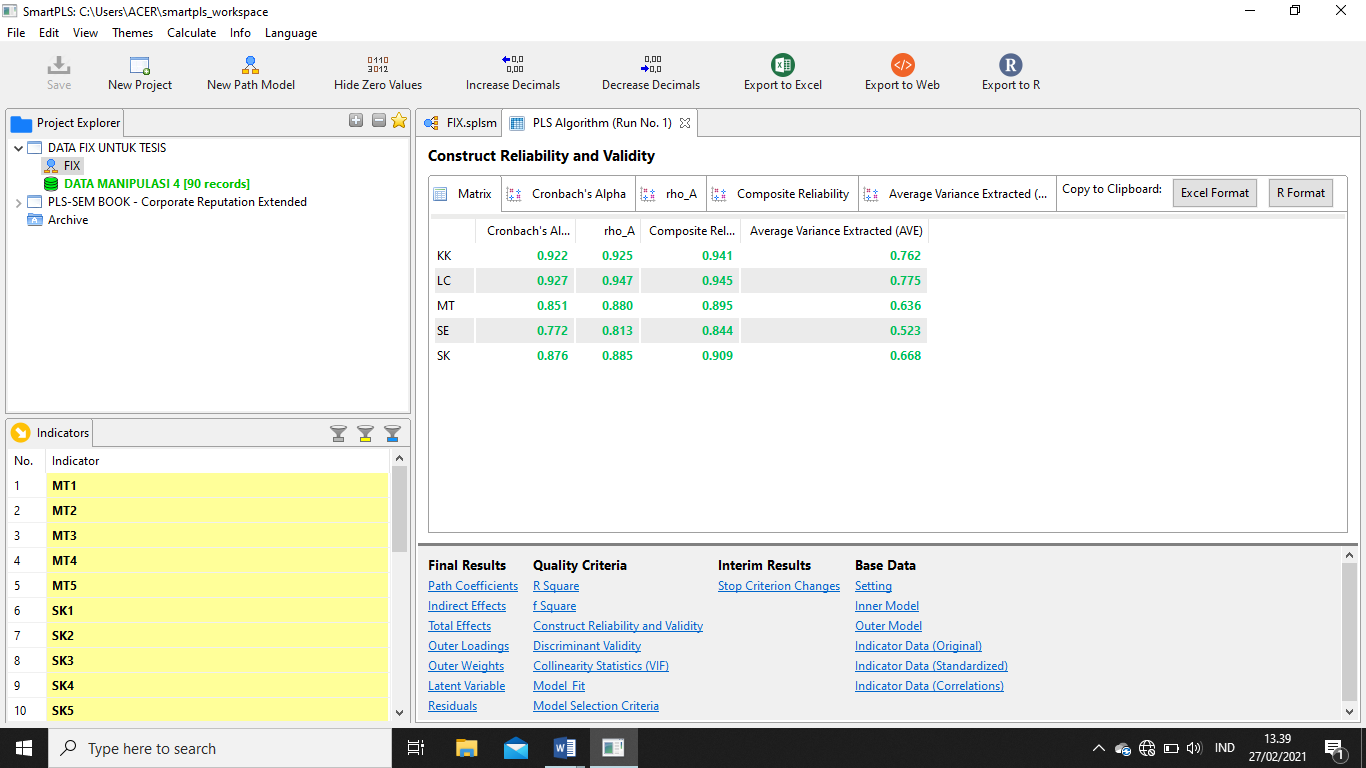 SmartPLS: C:\Users\ACER\smartpls_workspace
File Edit View Themes Calculate Info Language
Save New Project New Path Model Hide Zero Values Increase Decimals Decrease Decimals Export to Excel Export to Web Export to R
Project Explorer
DATA FIX UNTUK TESIS
FIX
DATA MANIPULASI 4 [90 records]
PLS-SEM BOOK - Corporate Reputation Extended
Archive
Indicators
No. Indicator
1 MT1
2 MT2
3 MT3
4 MT4
5 MT5
6 SK1
7 SK2
8 SK3
9 SK4
10 SK5
FIX.splsm PLS Algorithm (Run No. 1)
Construct Reliability and Validity
Matrix Cronbach's Alpha rho_A Composite Reliability Average Variance Extracted (... Copy to Clipboard: Excel Format R Format
Cronbach's Al... rho_A Composite Rel... Average Variance Extracted (AVE)
KK 0.922 0.925 0.941 0.762
LC 0.927 0.947 0.945 0.775
MT 0.851 0.880 0.895 0.636
SE 0.772 0.813 0.844 0.523
SK 0.876 0.885 0.909 0.668
Final Results Quality Criteria Interim Results Base Data
Path Coefficients R Square Stop Criterion Changes Setting
Indirect Effects f Square Inner Model
Total Effects Construct Reliability and Validity Outer Model
Outer Loadings Discriminant Validity Indicator Data (Original)
Outer Weights Collinearity Statistics (VIF) Indicator Data (Standardized)
Latent Variable Model_Fit Indicator Data (Correlations)
Residuals Model Selection Criteria
Type here to search
IND
13.39
27/02/2021
1